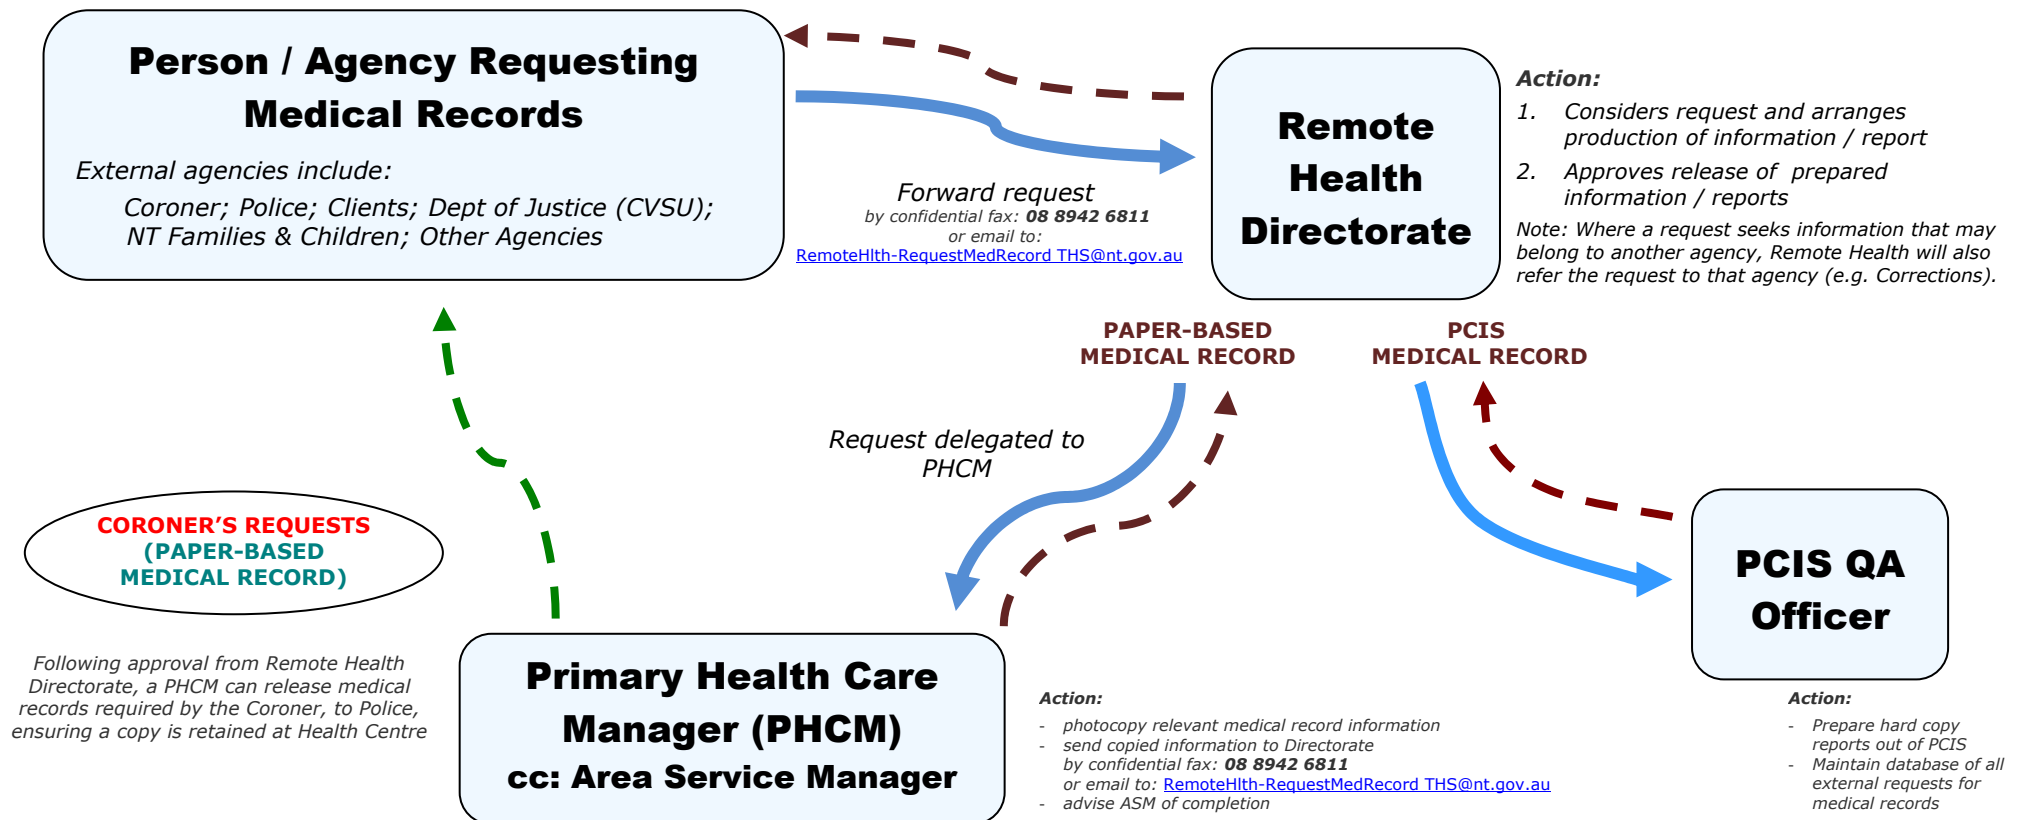 Person / Agency Requesting
Medical Records
External agencies include:
Coroner; Police; Clients; Dept of Justice (CVSU);
NT Families & Children; Other Agencies
Forward request
by confidential fax: 08 8942 6811
or email to:
RemoteHlth-RequestMedRecord THS@nt.gov.au
Remote
Health
Directorate
Action:
1. Considers request and arranges
production of information / report
2. Approves release of prepared
information / reports
Note: Where a request seeks information that may
belong to another agency, Remote Health will also
refer the request to that agency (e.g. Corrections).
PAPER-BASED
MEDICAL RECORD
PCIS
MEDICAL RECORD
Request delegated to
PHCM
CORONER’S REQUESTS
(PAPER-BASED
MEDICAL RECORD)
Following approval from Remote Health
Directorate, a PHCM can release medical
records required by the Coroner, to Police,
ensuring a copy is retained at Health Centre
Primary Health Care
Manager (PHCM)
cc: Area Service Manager
Action:
- photocopy relevant medical record information
- send copied information to Directorate
by confidential fax: 08 8942 6811
or email to: RemoteHlth-RequestMedRecord THS@nt.gov.au
- advise ASM of completion
PCIS QA
Officer
Action:
- Prepare hard copy
reports out of PCIS
- Maintain database of all
external requests for
medical records